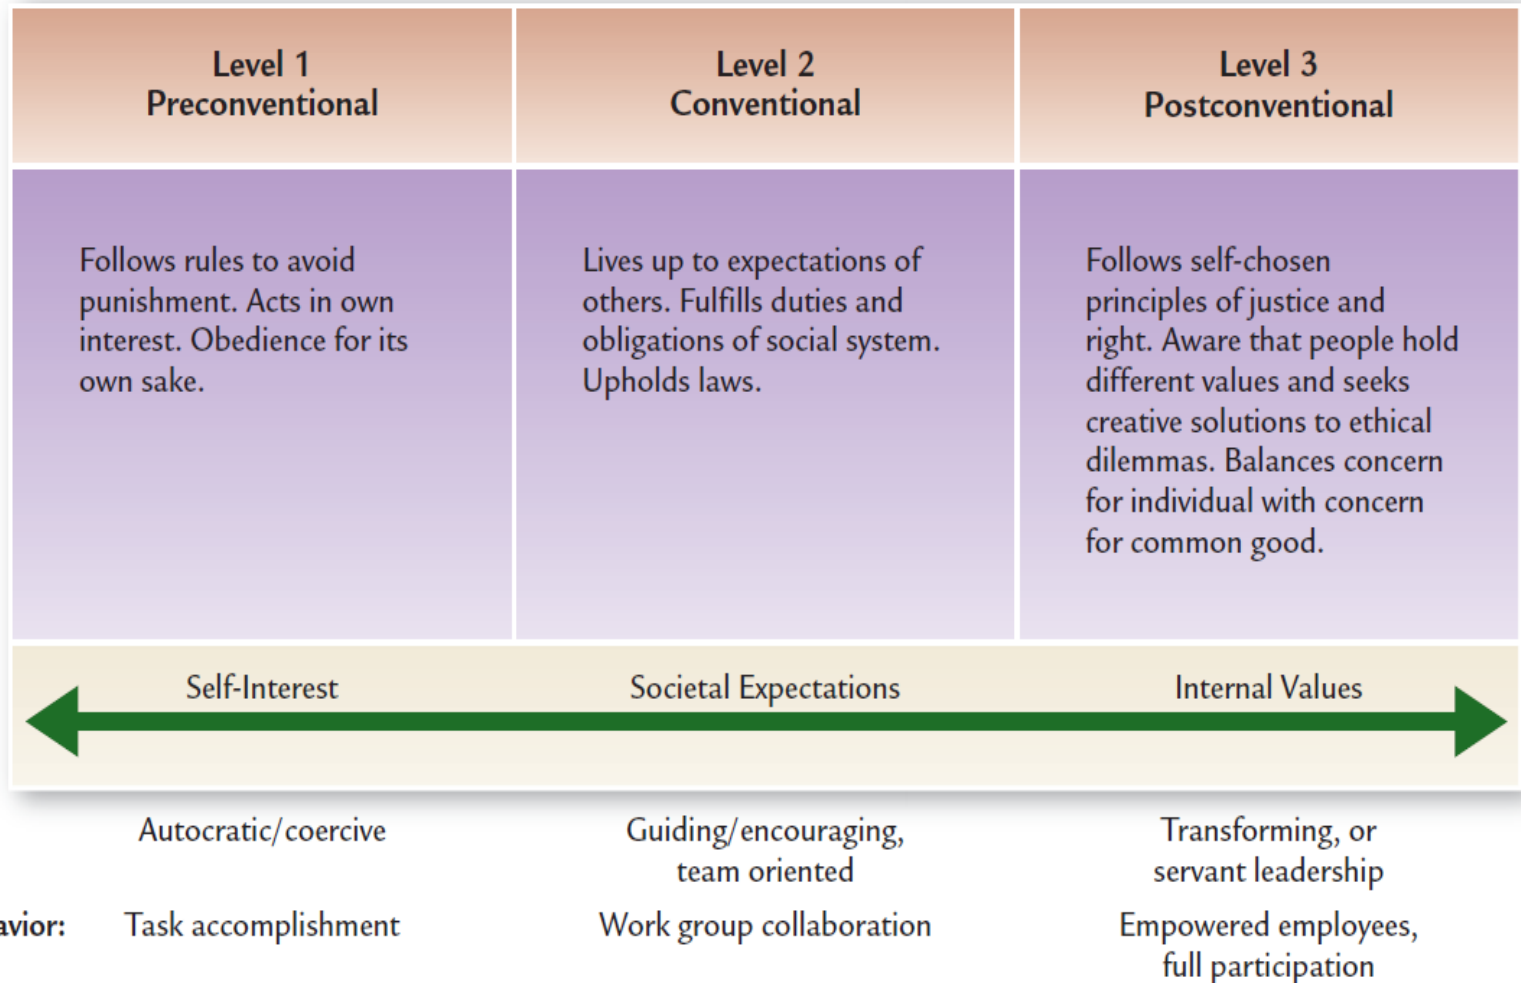 Level 1
Preconventional
Level 2
Conventional
Level 3
Postconventional
Follows rules to avoid
punishment. Acts in own
interest. Obedience for its
own sake.
Lives up to expectations of
others. Fulfills duties and
obligations of social system.
Upholds laws.
Follows self-chosen
principles of justice and
right. Aware that people hold
different values and seeks
creative solutions to ethical
dilemmas. Balances concern
for individual with concern
for common good.
Self-Interest
Societal Expectations
Internal Values
Autocratic/coercive
Guiding/encouraging,
team oriented
Transforming, or
servant leadership
avior:
Task accomplishment
Work group collaboration
Empowered employees,
full participation